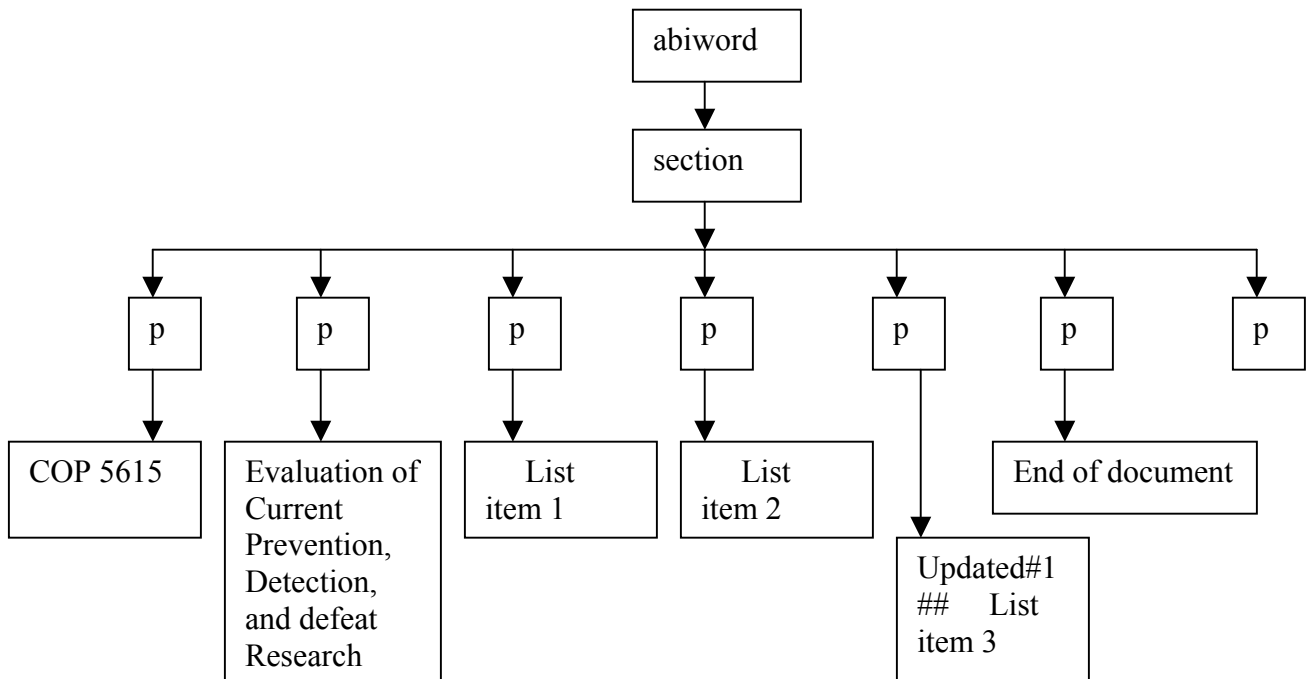 abiword
section
p
p
p
p
p
p
p
COP 5615
Evaluation of
Current
Prevention,
Detection,
and defeat
Research
List
item 1
List
item 2
Updated#1
## List
item 3
End of document